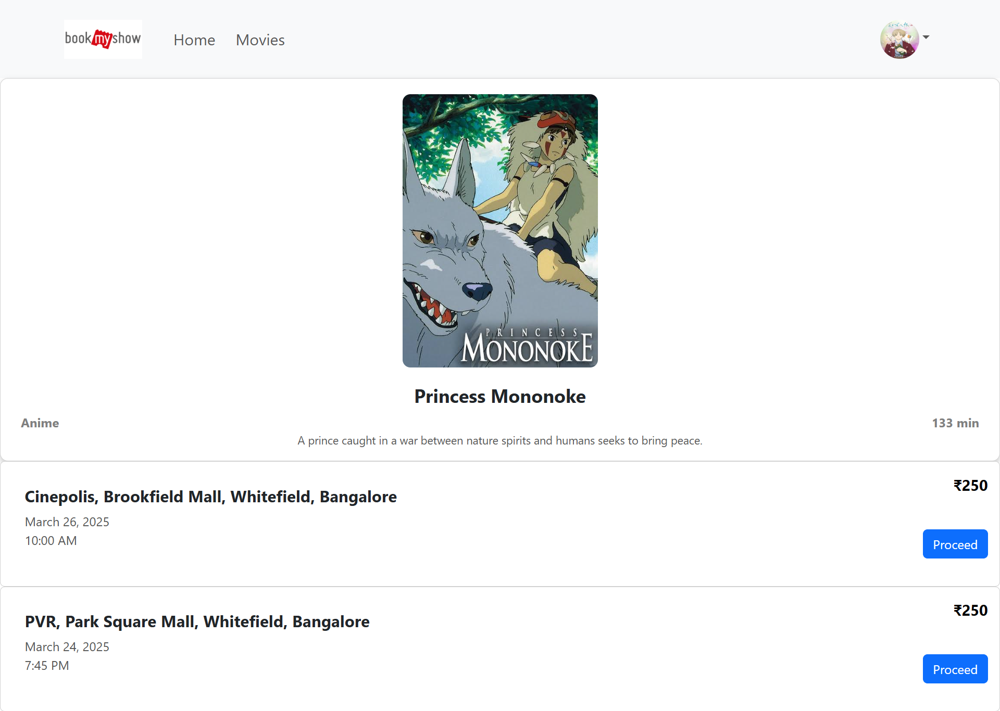 bookmyshow
Home
Movies
PRINCESS
MONONOKE
Princess Mononoke
Anime
133 min
A prince caught in a war between nature spirits and humans seeks to bring peace.
Cinepolis, Brookfield Mall, Whitefield, Bangalore
₹250
March 26, 2025
10:00 AM
Proceed
PVR, Park Square Mall, Whitefield, Bangalore
₹250
March 24, 2025
7:45 PM
Proceed